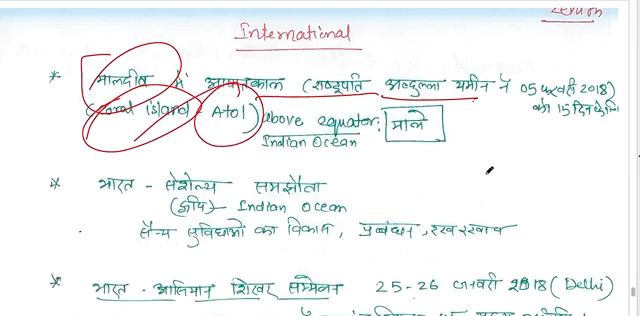 International
* मालदीव में आपातकाल (राष्ट्रपति अब्दुल्ला यमीन ने 05 फरवरी 2018)
(Coral island - Atol) above equator. माले को 15 दिन के लिए
Indian Ocean
* भारत - सेशेल्य समझौता
(द्वीप) - Indian Ocean
सैन्य सुविधाओं का विकास, प्रबंधन, रखरखाव
* भारत - आसियान शिखर सम्मेलन 25-26 जनवरी 2018 (Delhi)